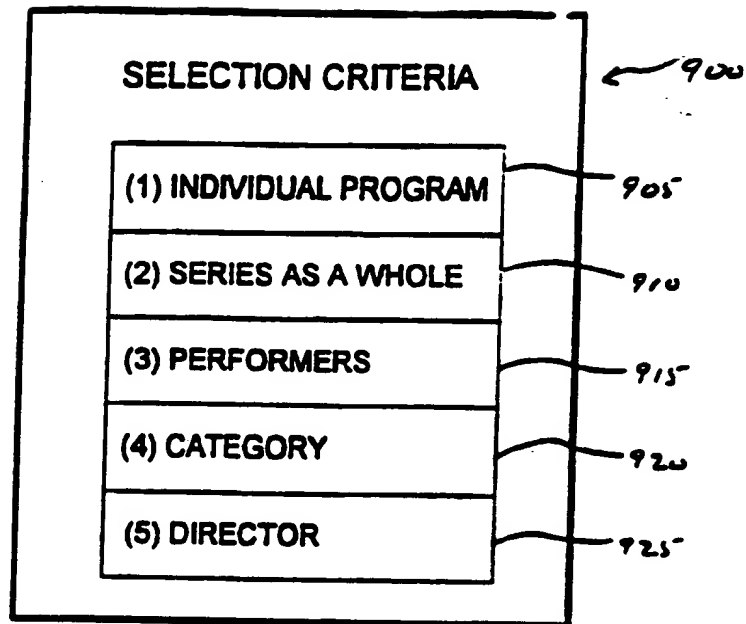 SELECTION CRITERIA
900
(1) INDIVIDUAL PROGRAM
905
(2) SERIES AS A WHOLE
910
(3) PERFORMERS
915
(4) CATEGORY
920
(5) DIRECTOR
925